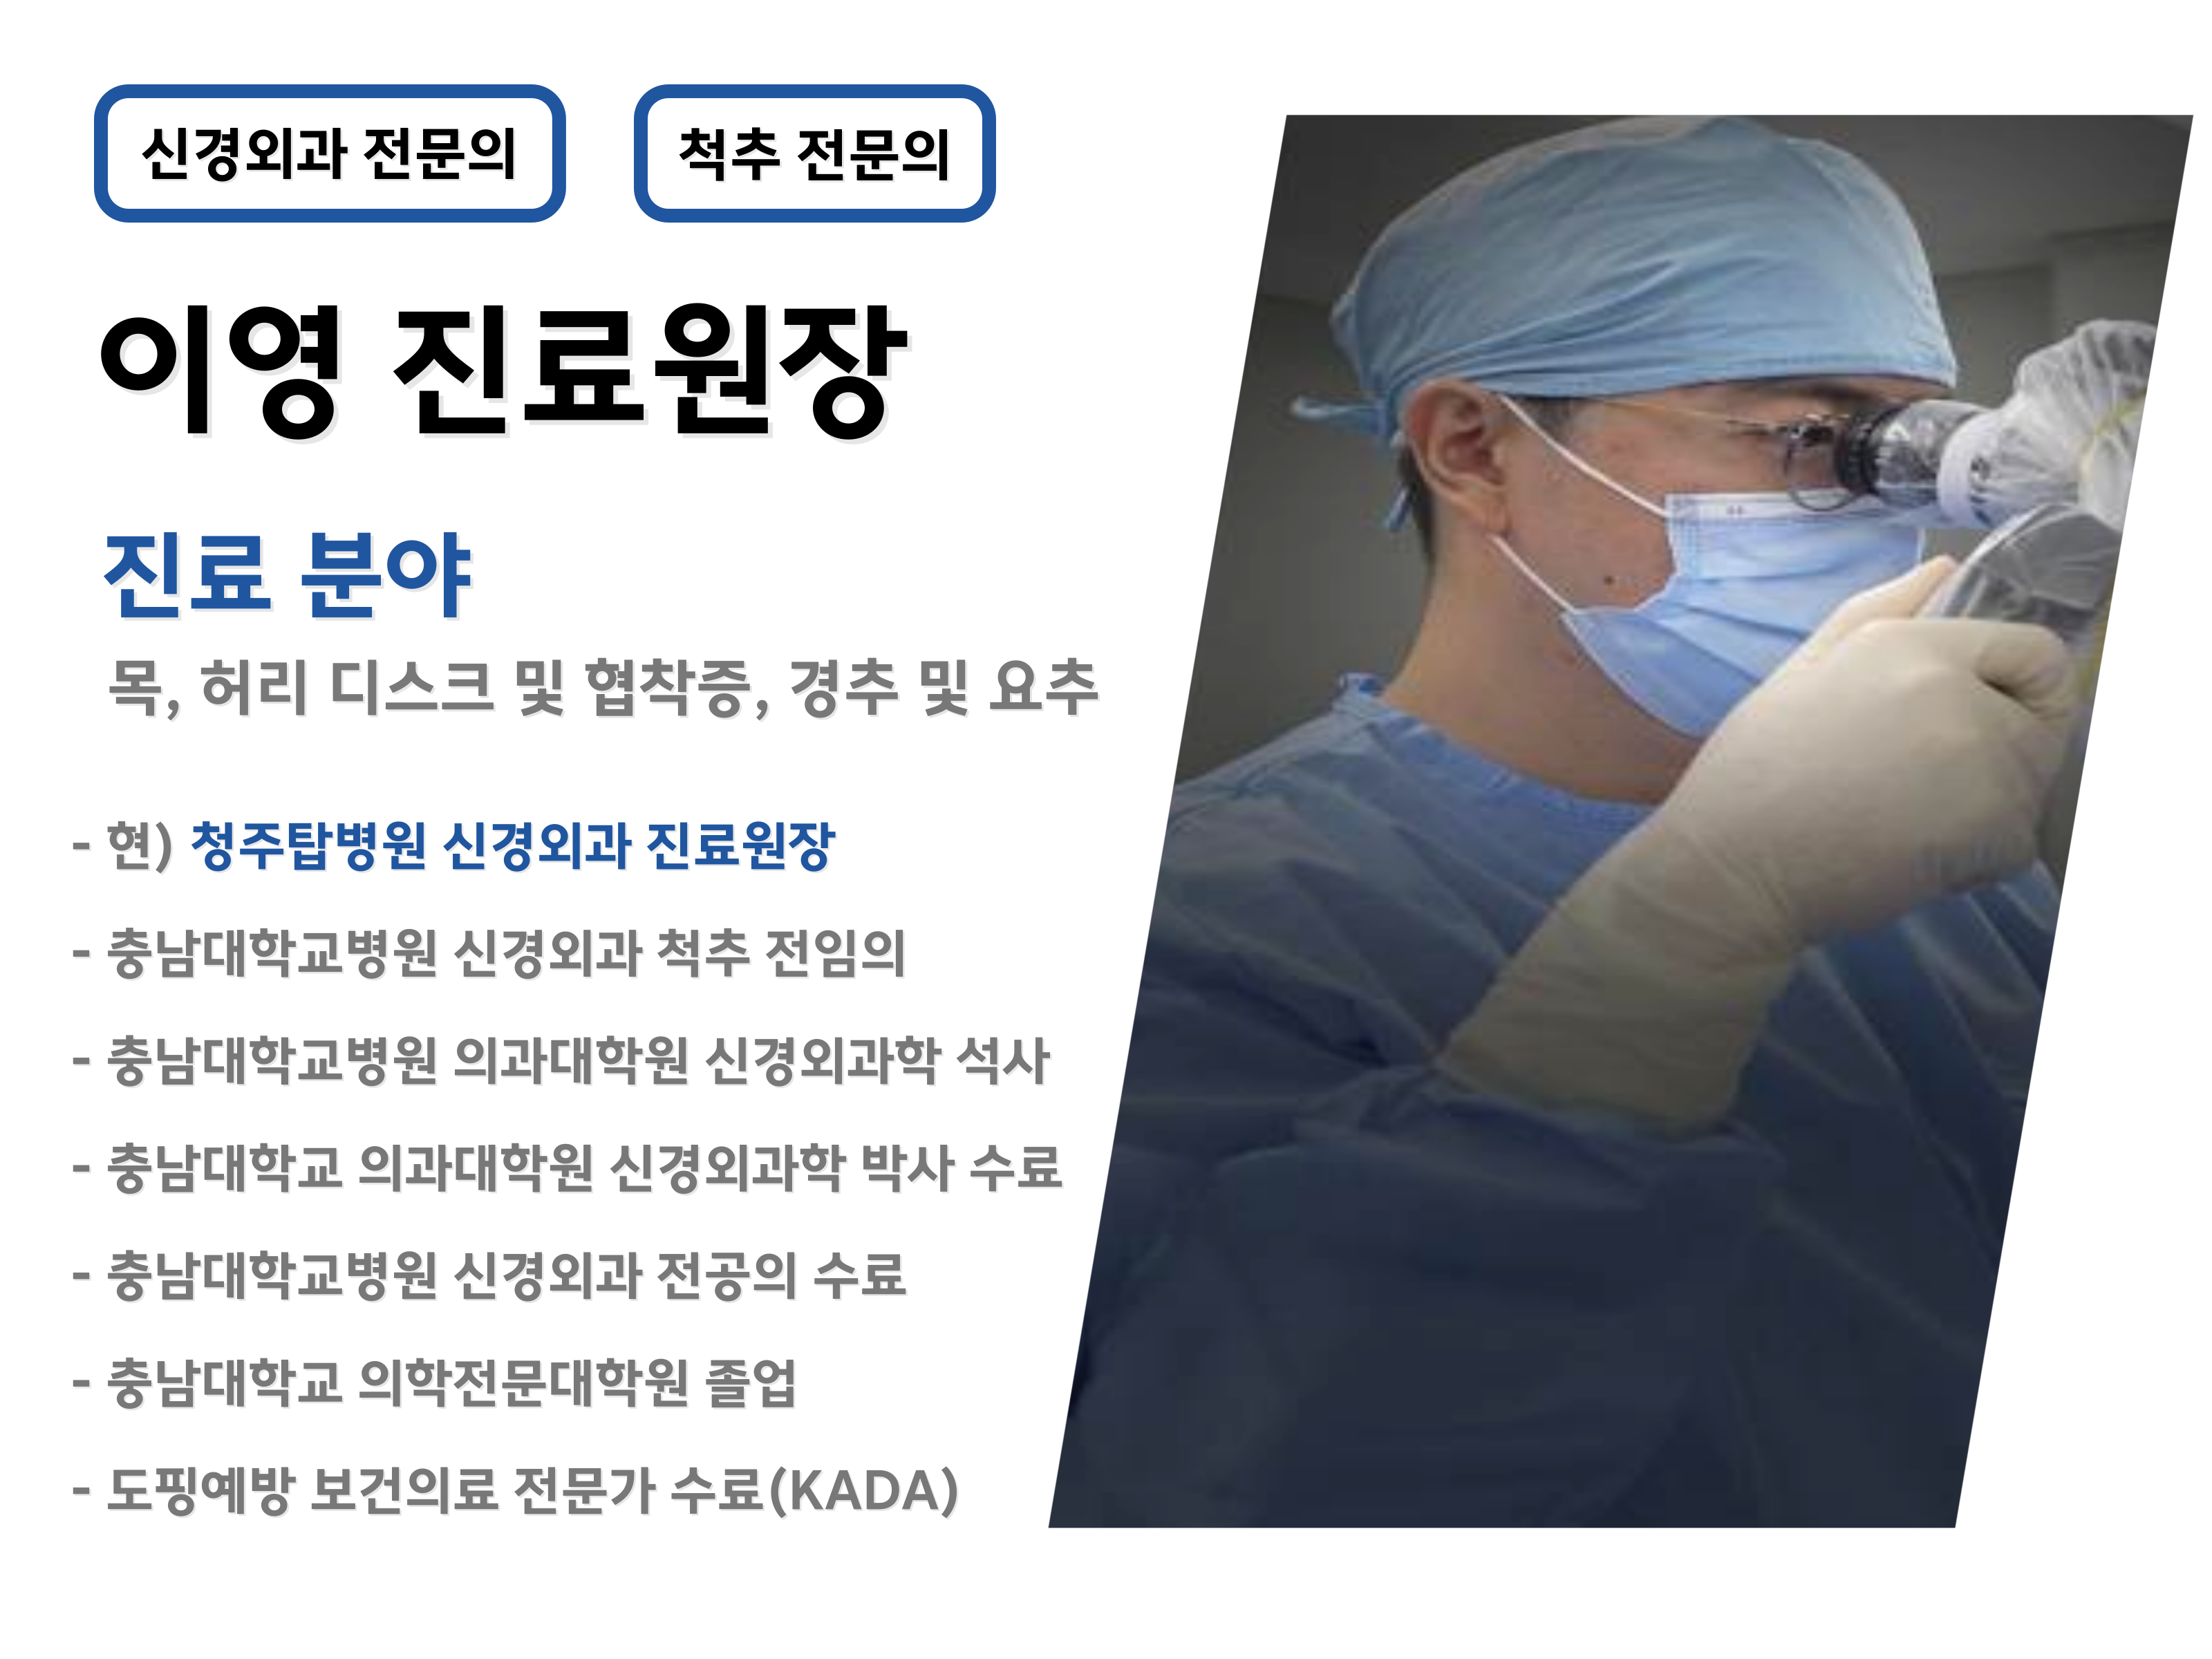 신경외과 전문의
척추 전문의
이영 진료원장
진료 분야
목, 허리 디스크 및 협착증, 경추 및 요추
- 현) 청주탑병원 신경외과 진료원장
- 충남대학교병원 신경외과 척추 전임의
- 충남대학교병원 의과대학원 신경외과학 석사
- 충남대학교 의과대학원 신경외과학 박사 수료
- 충남대학교병원 신경외과 전공의 수료
- 충남대학교 의학전문대학원 졸업
- 도핑예방 보건의료 전문가 수료(KADA)